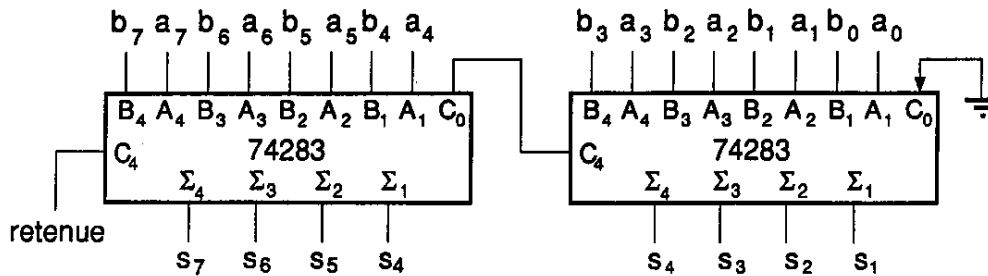 b₇ a₇ b₆ a₆ b₅ a₅ b₄ a₄
B₄ A₄ B₃ A₃ B₂ A₂ B₁ A₁ C₀
C₄ 74283
Σ₄ Σ₃ Σ₂ Σ₁
retenue
s₇ s₆ s₅ s₄
b₃ a₃ b₂ a₂ b₁ a₁ b₀ a₀
B₄ A₄ B₃ A₃ B₂ A₂ B₁ A₁ C₀
C₄ 74283
Σ₄ Σ₃ Σ₂ Σ₁
s₄ s₃ s₂ s₁